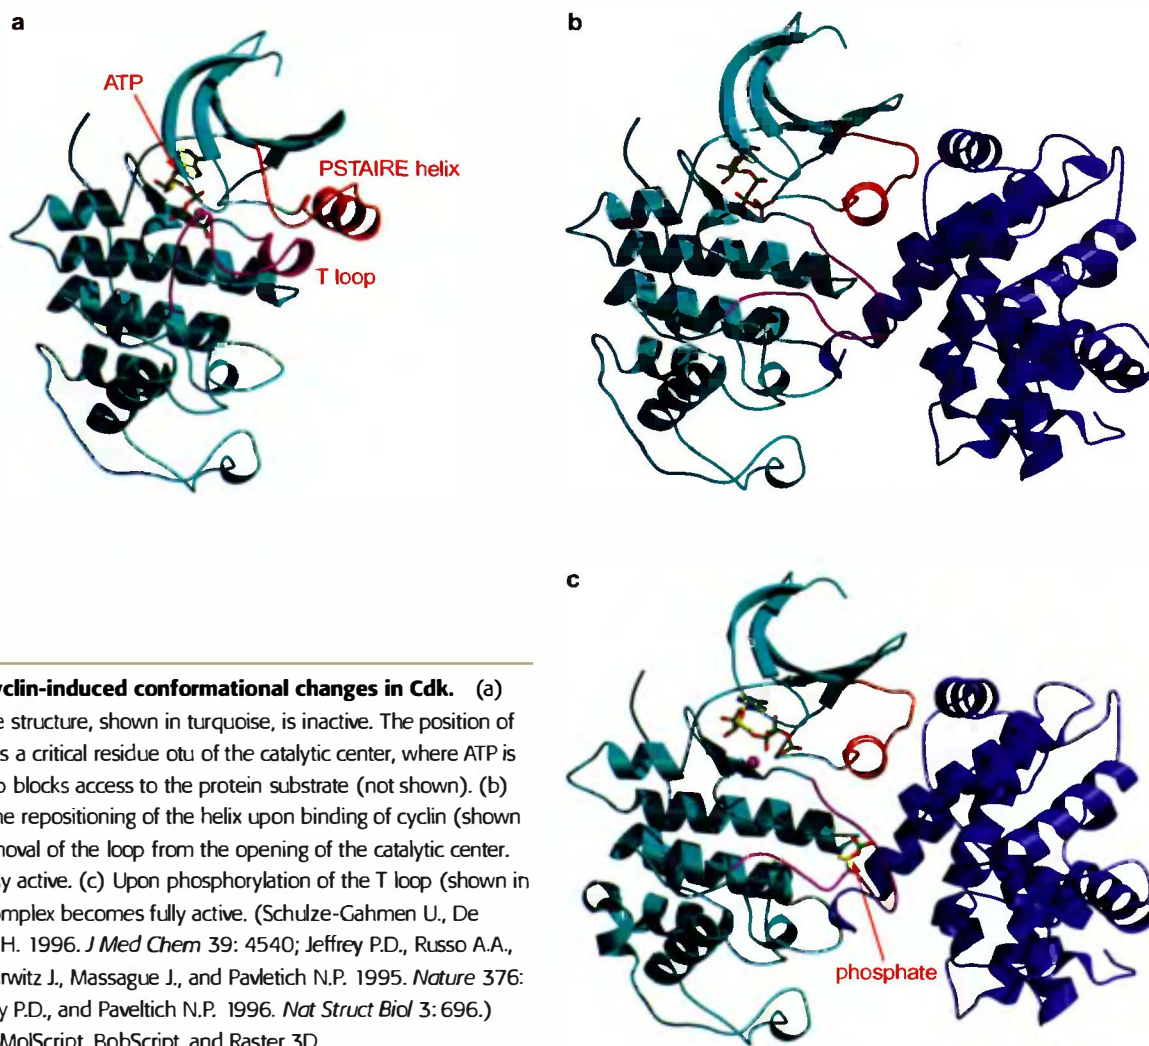 a
ATP
PSTAIRE helix
T loop
b
c
phosphate
yclin-induced conformational changes in Cdk. (a)
e structure, shown in turquoise, is inactive. The position of
s a critical residue otu of the catalytic center, where ATP is
o blocks access to the protein substrate (not shown). (b)
he repositioning of the helix upon binding of cyclin (shown
moval of the loop from the opening of the catalytic center.
ly active. (c) Upon phosphorylation of the T loop (shown in
omplex becomes fully active. (Schulze-Gahmen U., De
H. 1996. J Med Chem 39: 4540; Jeffrey P.D., Russo A.A.,
rwitz J., Massague J., and Pavletich N.P. 1995. Nature 376:
y P.D., and Paveltich N.P. 1996. Nat Struct Biol 3: 696.)
MolScript, BobScript, and Raster 3D